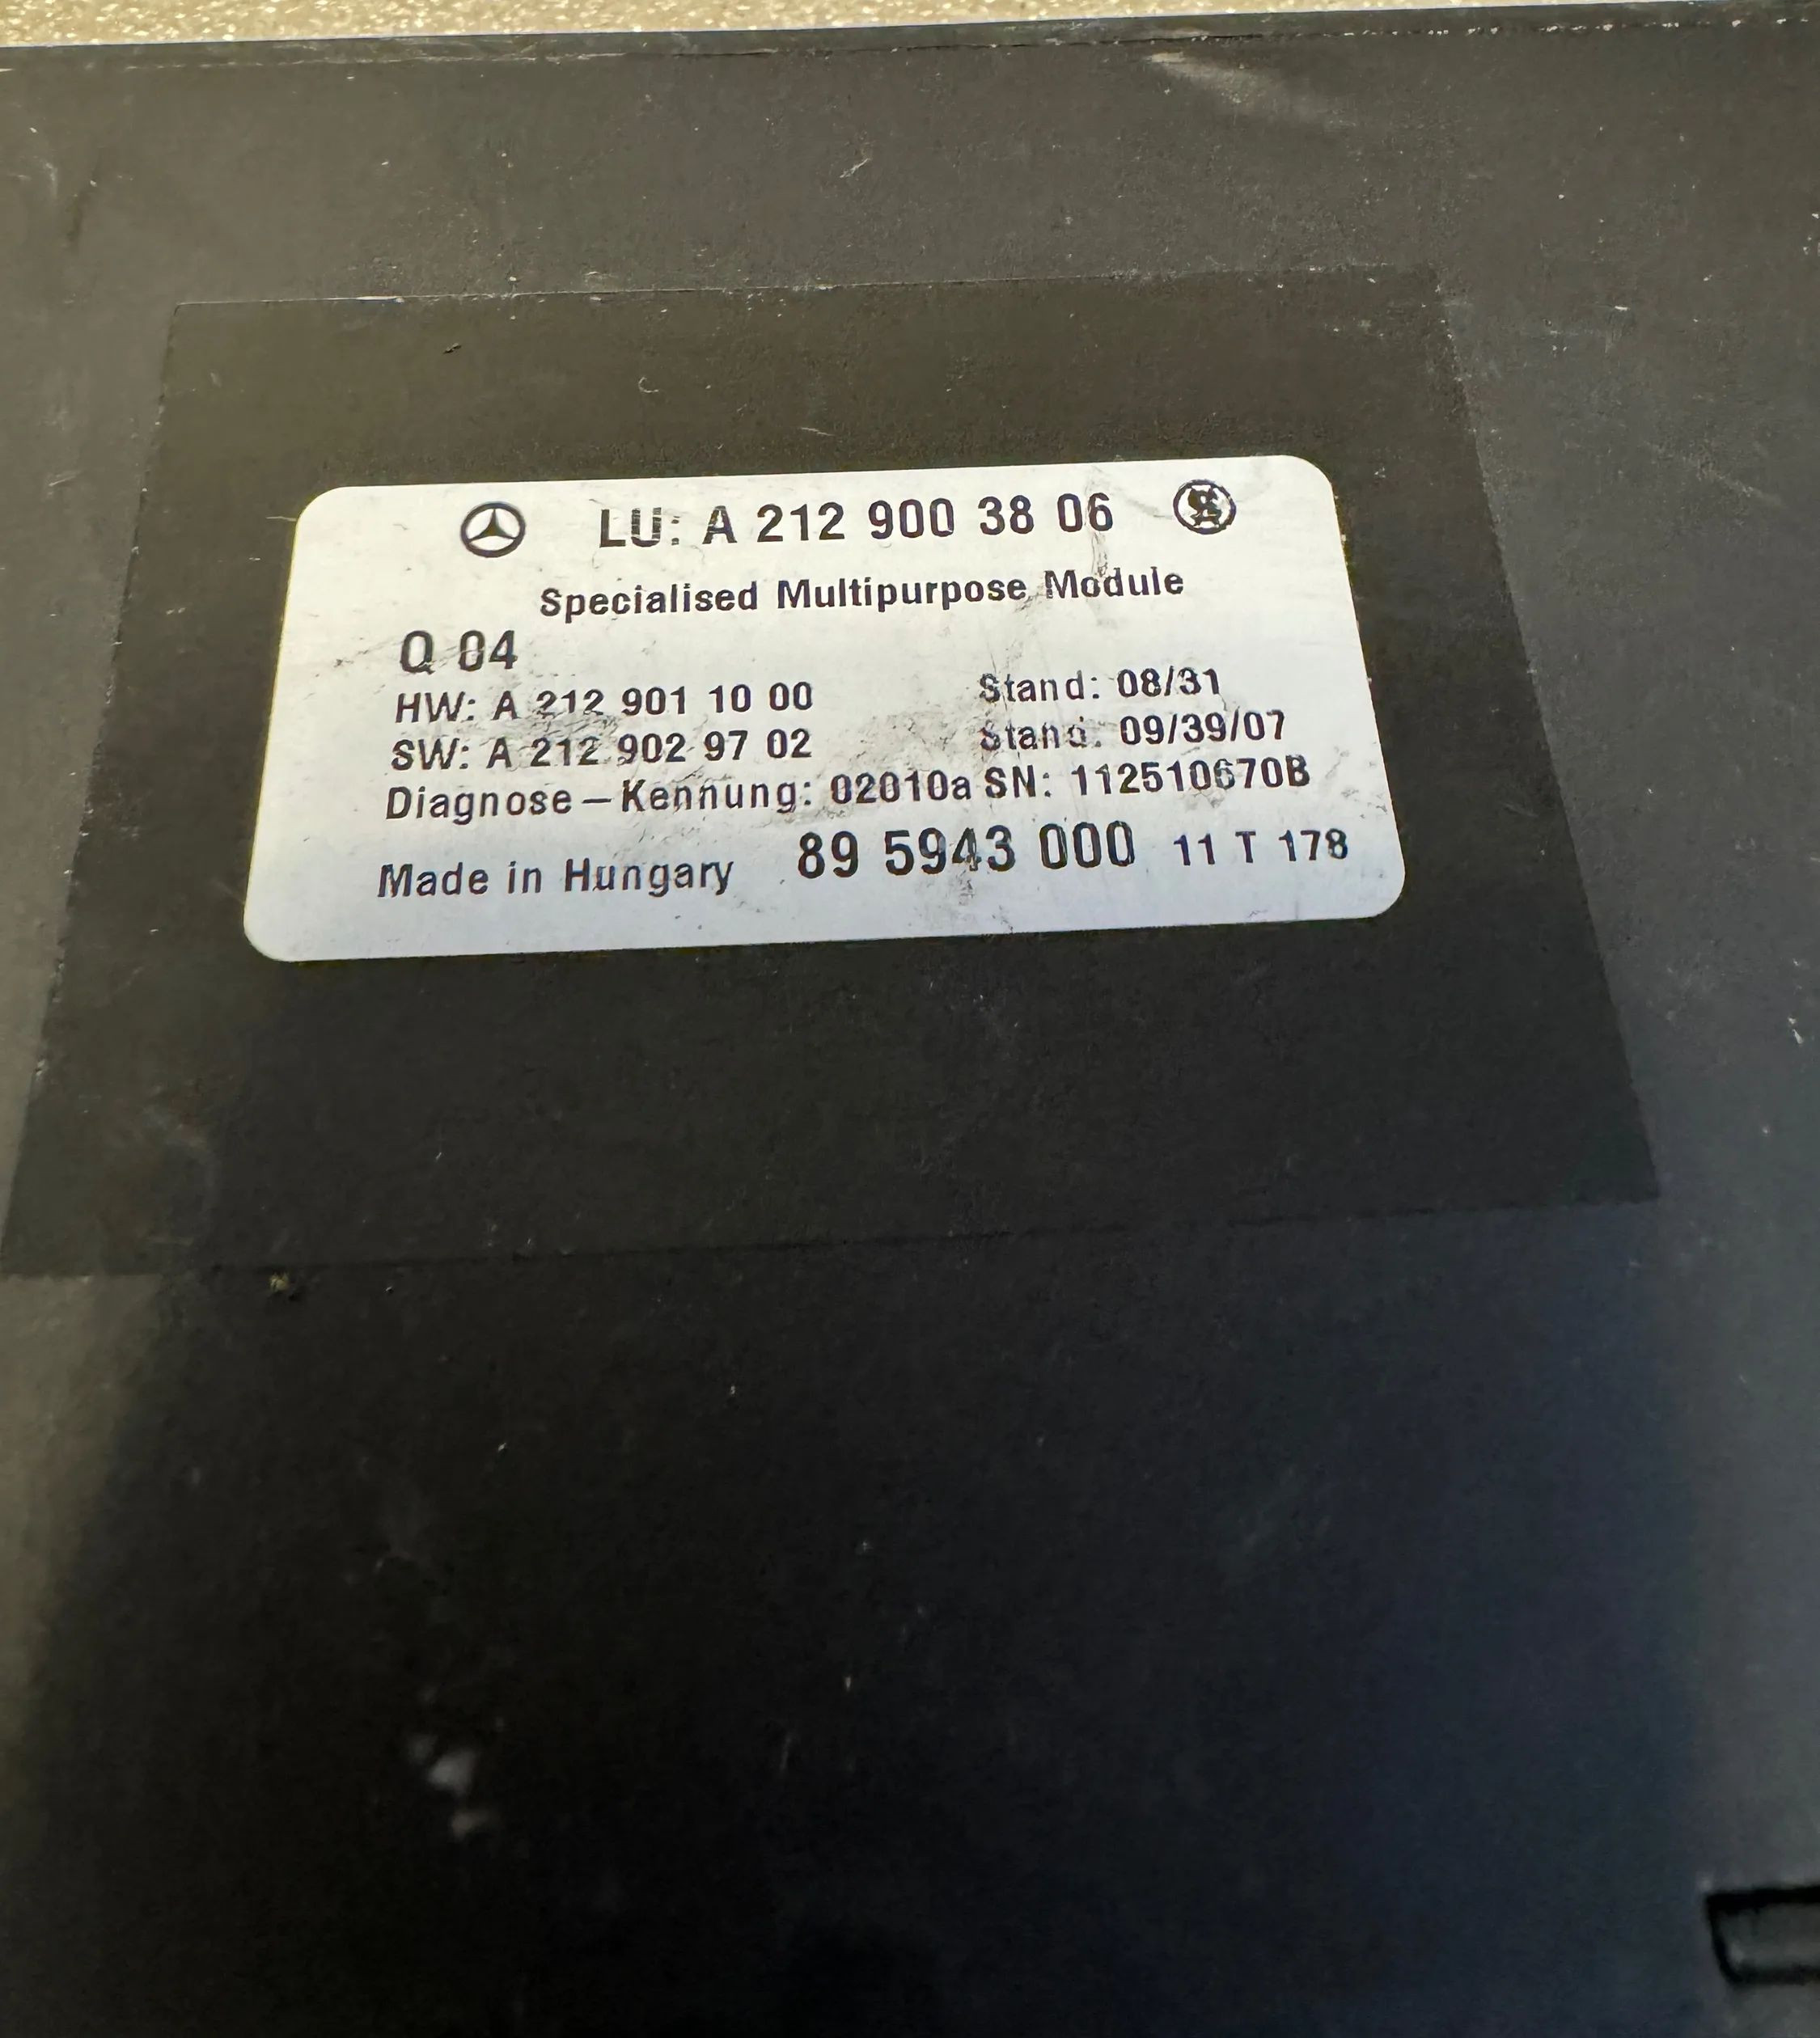 LU: A 212 900 38 06
Specialised Multipurpose Module
Q 04
HW: A 212 901 10 00 Stand: 08/31
SW: A 212 902 97 02 Stand: 09/39/07
Diagnose – Kennung: 02010a SN: 112510670B
Made in Hungary 89 5943 000 11 T 178